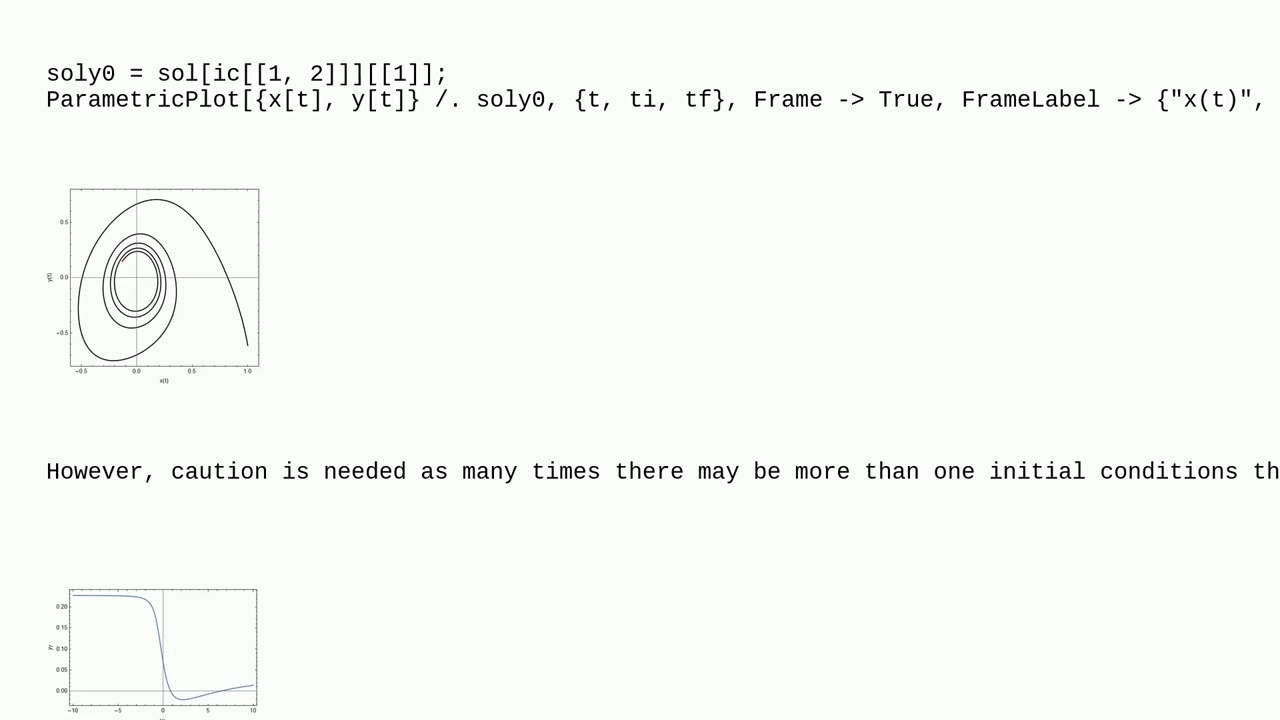 soly0 = sol[ic[[1, 2]]][[1]];
ParametricPlot[{x[t], y[t]} /. soly0, {t, ti, tf}, Frame -> True, FrameLabel -> {"x(t)",
0.5
0.0
y(t)
-0.5
-0.5 0.0 0.5 1.0
x(t)
However, caution is needed as many times there may be more than one initial conditions th
0.20
0.15
0.10
0.05
0.00
-10 -5 0 5 10